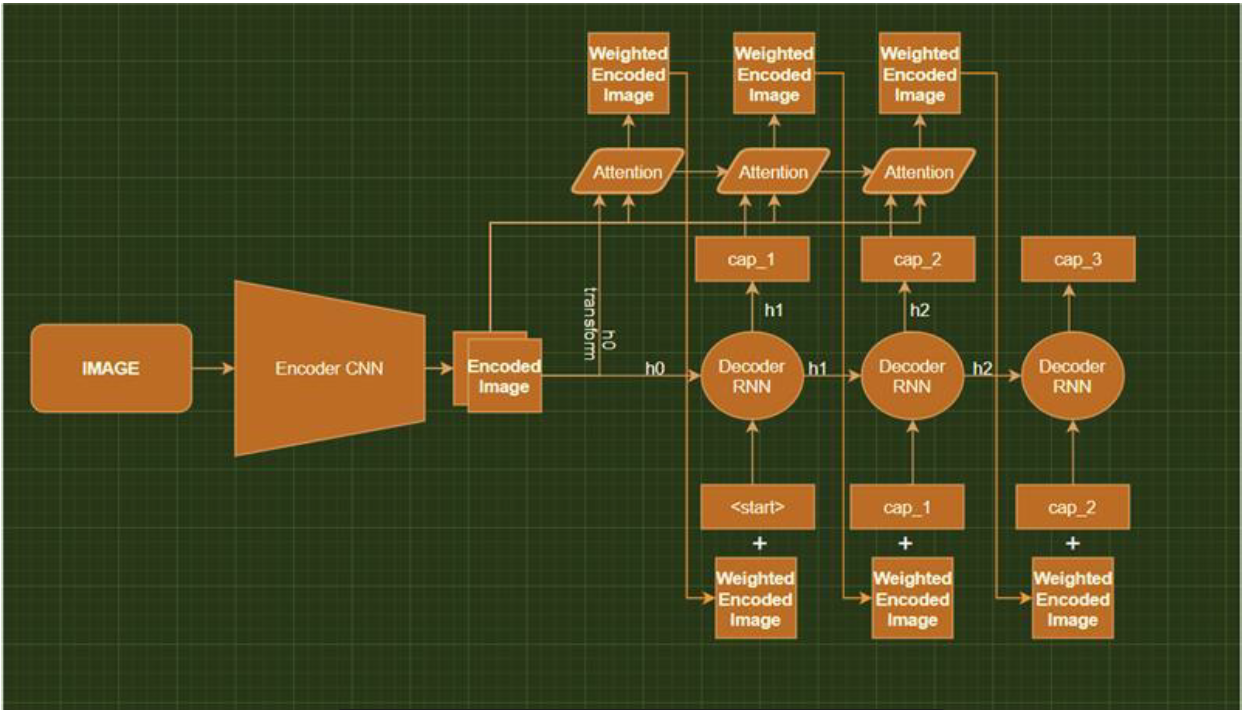 Weighted
Encoded
Image
Weighted
Encoded
Image
Weighted
Encoded
Image
Attention
Attention
Attention
cap_1
cap_2
cap_3
h0
transform
h1
h2
IMAGE
Encoder CNN
Encoded
Image
h0
Decoder
RNN
h1
Decoder
RNN
h2
Decoder
RNN
<start>
cap_1
cap_2
+
+
+
Weighted
Encoded
Image
Weighted
Encoded
Image
Weighted
Encoded
Image